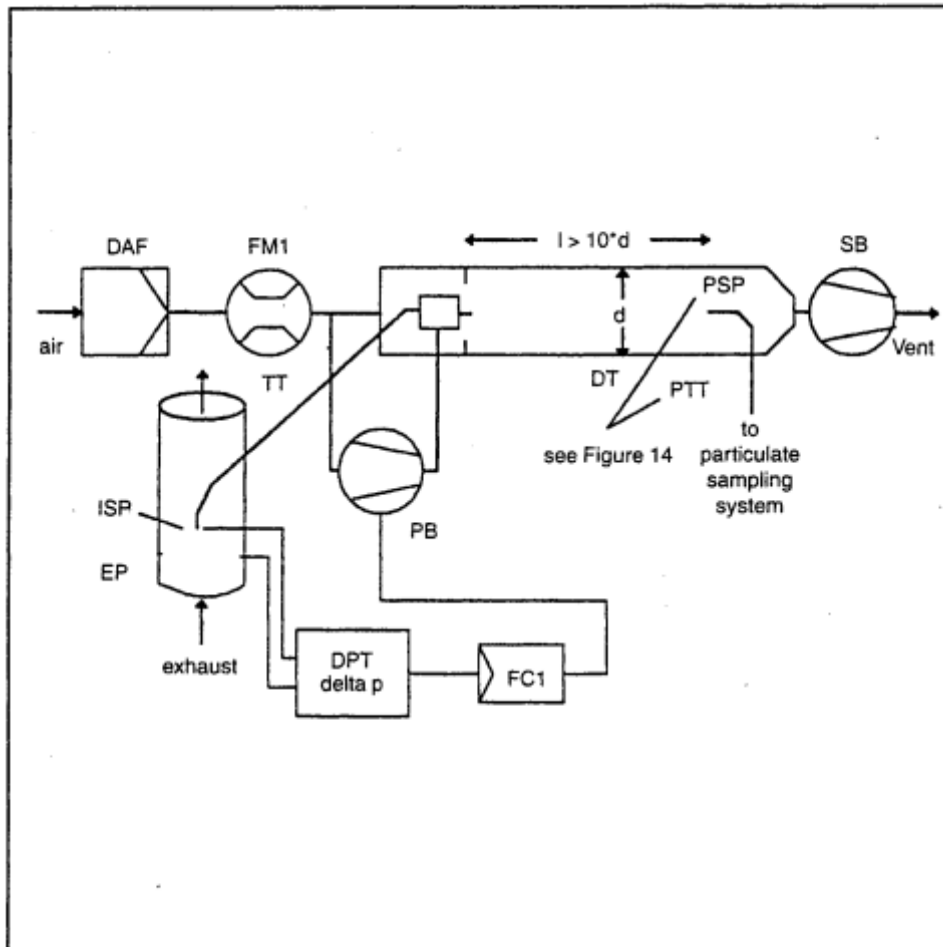 l > 10*d
DAF
FM1
SB
PSP
air
d
Vent
TT
DT
PTT
to
particulate
sampling
system
see Figure 14
ISP
PB
EP
exhaust
DPT
delta p
FC1